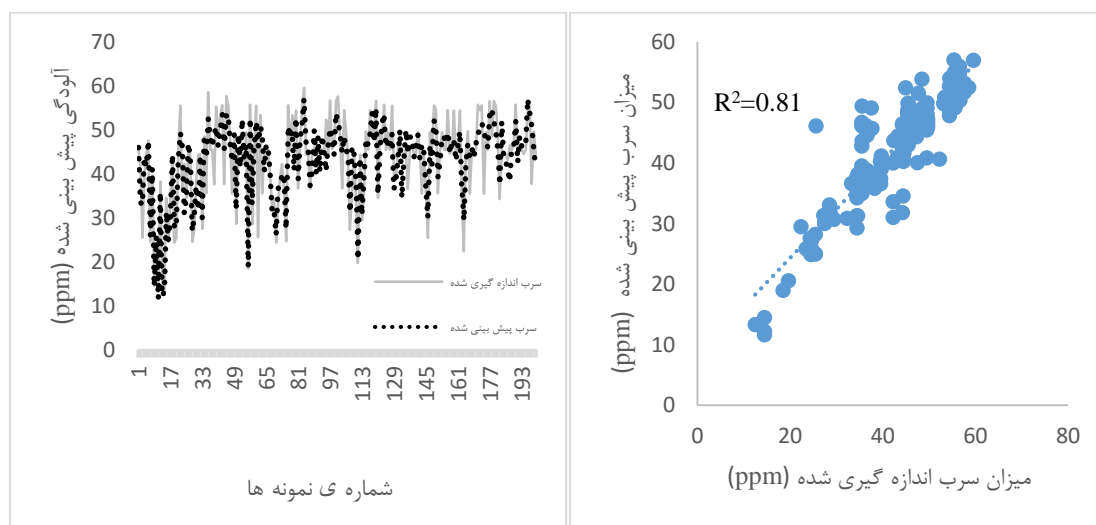 70
60
50
40
30
20
10
0
آلودگی پیش بینی شده (ppm)
سرب اندازه گیری شده
سرب پیش بینی شده
1 17 33 49 65 81 97 113 129 145 161 177 193
شماره ی نمونه ها
60
50
40
30
20
10
0
میزان سرب پیش بینی شده (ppm)
R²=0.81
0 20 40 60 80
میزان سرب اندازه گیری شده (ppm)